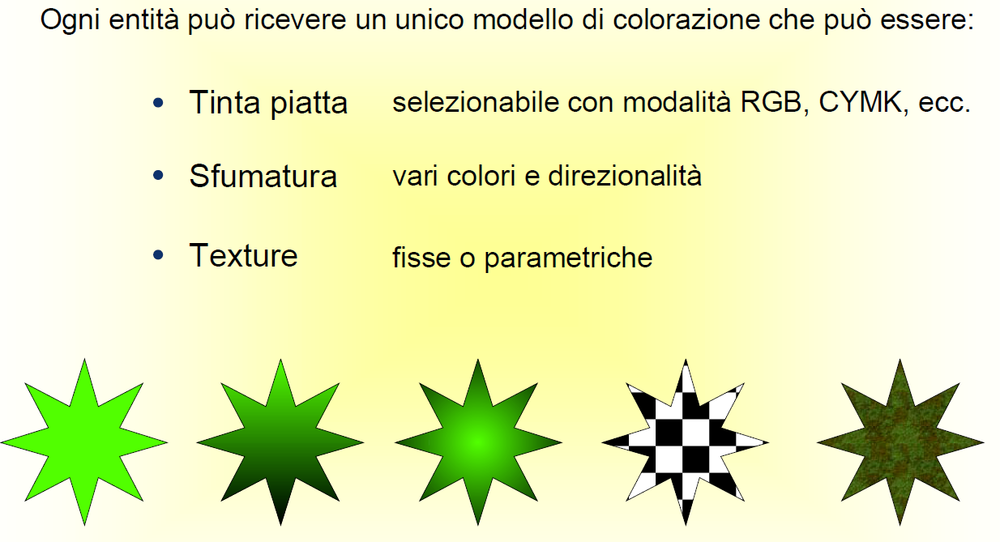 Ogni entità può ricevere un unico modello di colorazione che può essere:
• Tinta piatta selezionabile con modalità RGB, CYMK, ecc.
• Sfumatura vari colori e direzionalità
• Texture fisse o parametriche